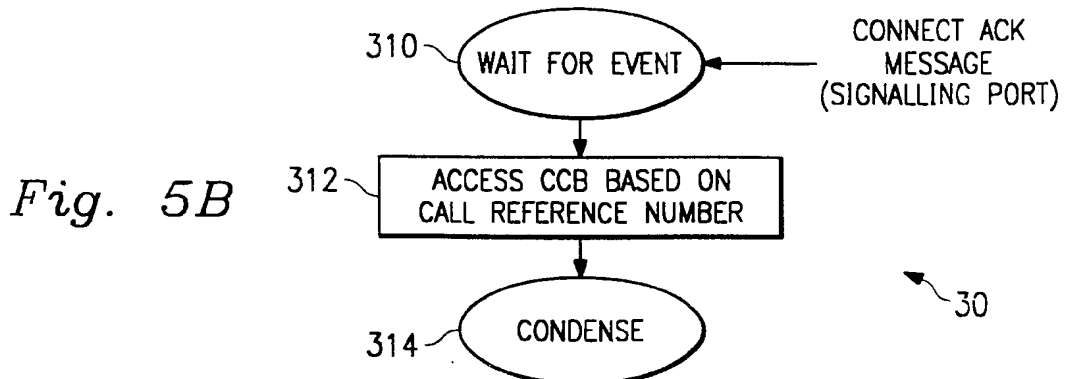 310
WAIT FOR EVENT
CONNECT ACK
MESSAGE
(SIGNALLING PORT)
Fig. 5B
312
ACCESS CCB BASED ON
CALL REFERENCE NUMBER
30
314
CONDENSE